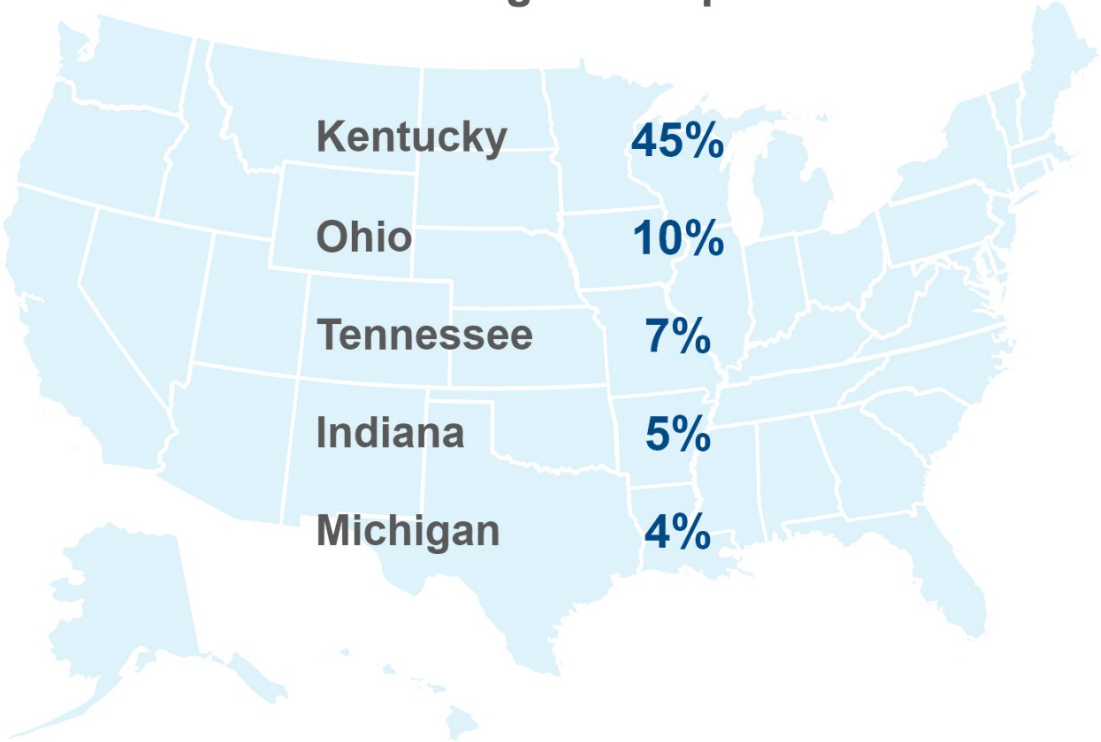 Kentucky 45%
Ohio 10%
Tennessee 7%
Indiana 5%
Michigan 4%